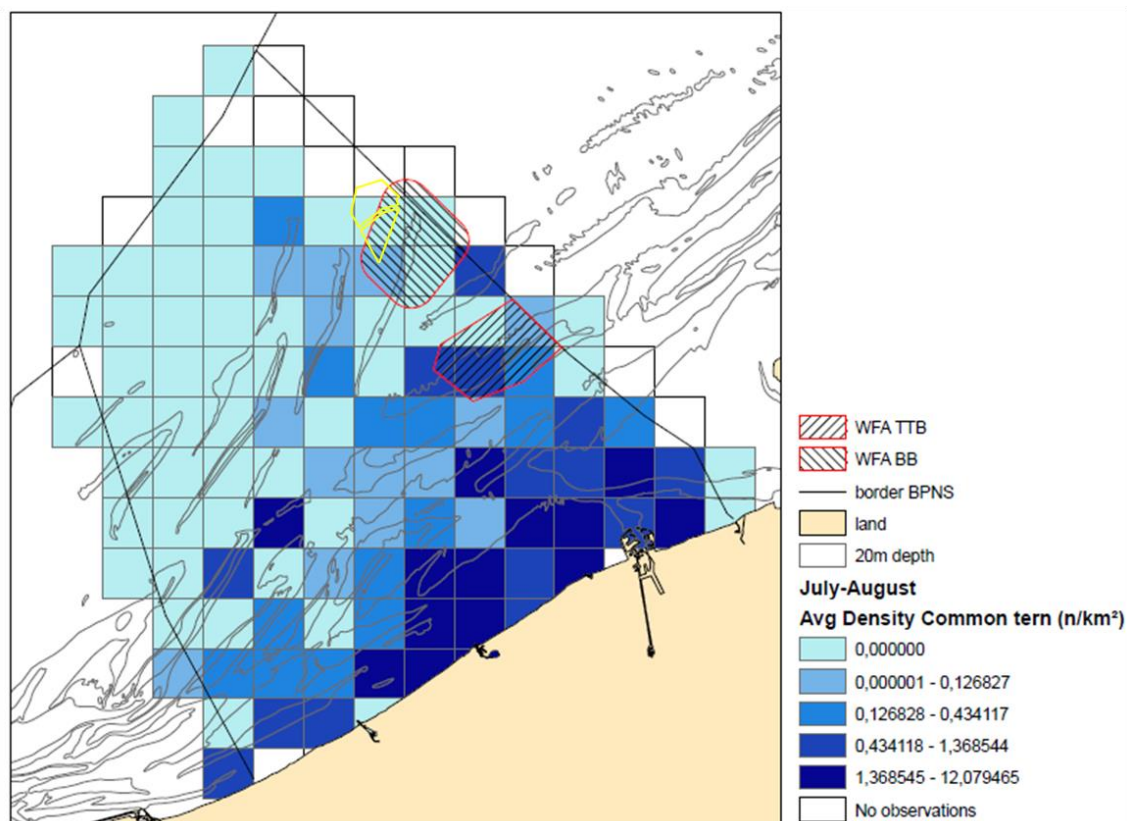 WFA TTB
WFA BB
border BPNS
land
20m depth
July-August
Avg Density Common tern (n/km²)
0,000000
0,000001 - 0,126827
0,126828 - 0,434117
0,434118 - 1,368544
1,368545 - 12,079465
No observations